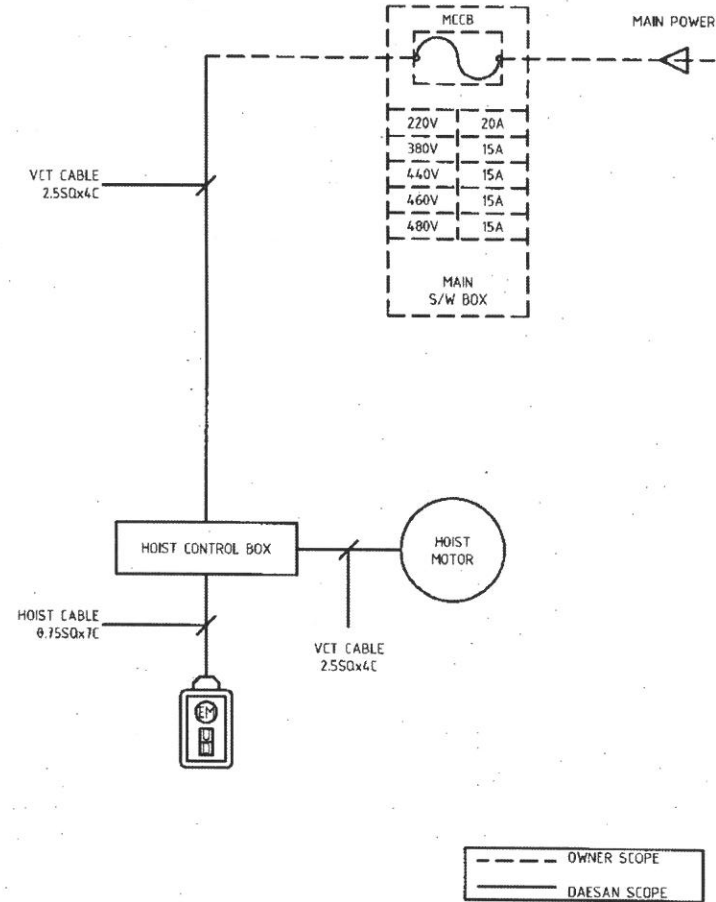 MCCB
MAIN POWER
220V 20A
380V 15A
440V 15A
460V 15A
480V 15A
MAIN
S/W BOX
VCT CABLE
2.5SQx4C
HOIST CONTROL BOX
HOIST
MOTOR
HOIST CABLE
0.75SQx7C
VCT CABLE
2.5SQx4C
EM
U
D
OWNER SCOPE
DAESAN SCOPE